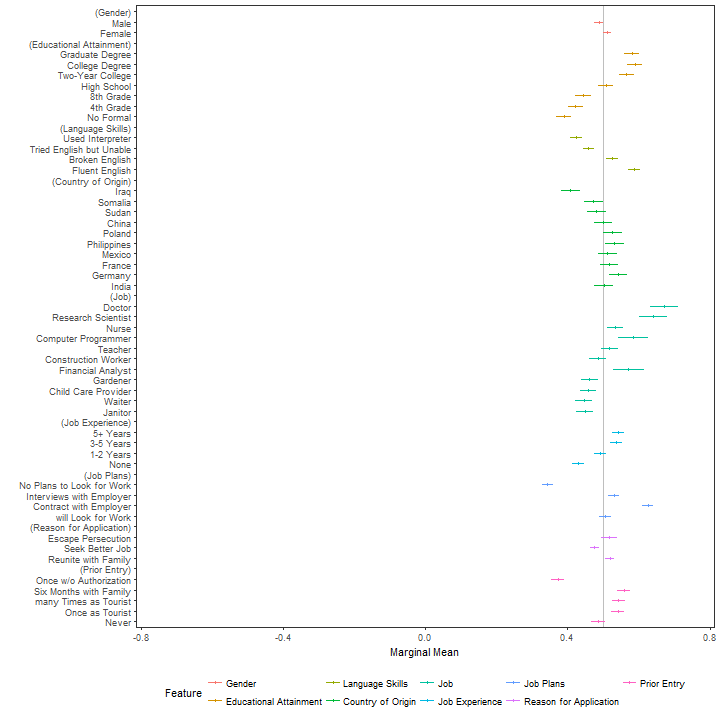 (Gender)
Male
Female
(Educational Attainment)
Graduate Degree
College Degree
Two-Year College
High School
8th Grade
4th Grade
No Formal
(Language Skills)
Used Interpreter
Tried English but Unable
Broken English
Fluent English
(Country of Origin)
Iraq
Somalia
Sudan
China
Poland
Philippines
Mexico
France
Germany
India
(Job)
Doctor
Research Scientist
Nurse
Computer Programmer
Teacher
Construction Worker
Financial Analyst
Gardener
Child Care Provider
Waiter
Janitor
(Job Experience)
5+ Years
3-5 Years
1-2 Years
None
(Job Plans)
No Plans to Look for Work
Interviews with Employer
Contract with Employer
will Look for Work
(Reason for Application)
Escape Persecution
Seek Better Job
Reunite with Family
(Prior Entry)
Once w/o Authorization
Six Months with Family
many Times as Tourist
Once as Tourist
Never
-0.8 -0.4 0.0 0.4 0.8
Marginal Mean
Feature
Gender Language Skills Job Job Plans Prior Entry
Educational Attainment Country of Origin Job Experience Reason for Application